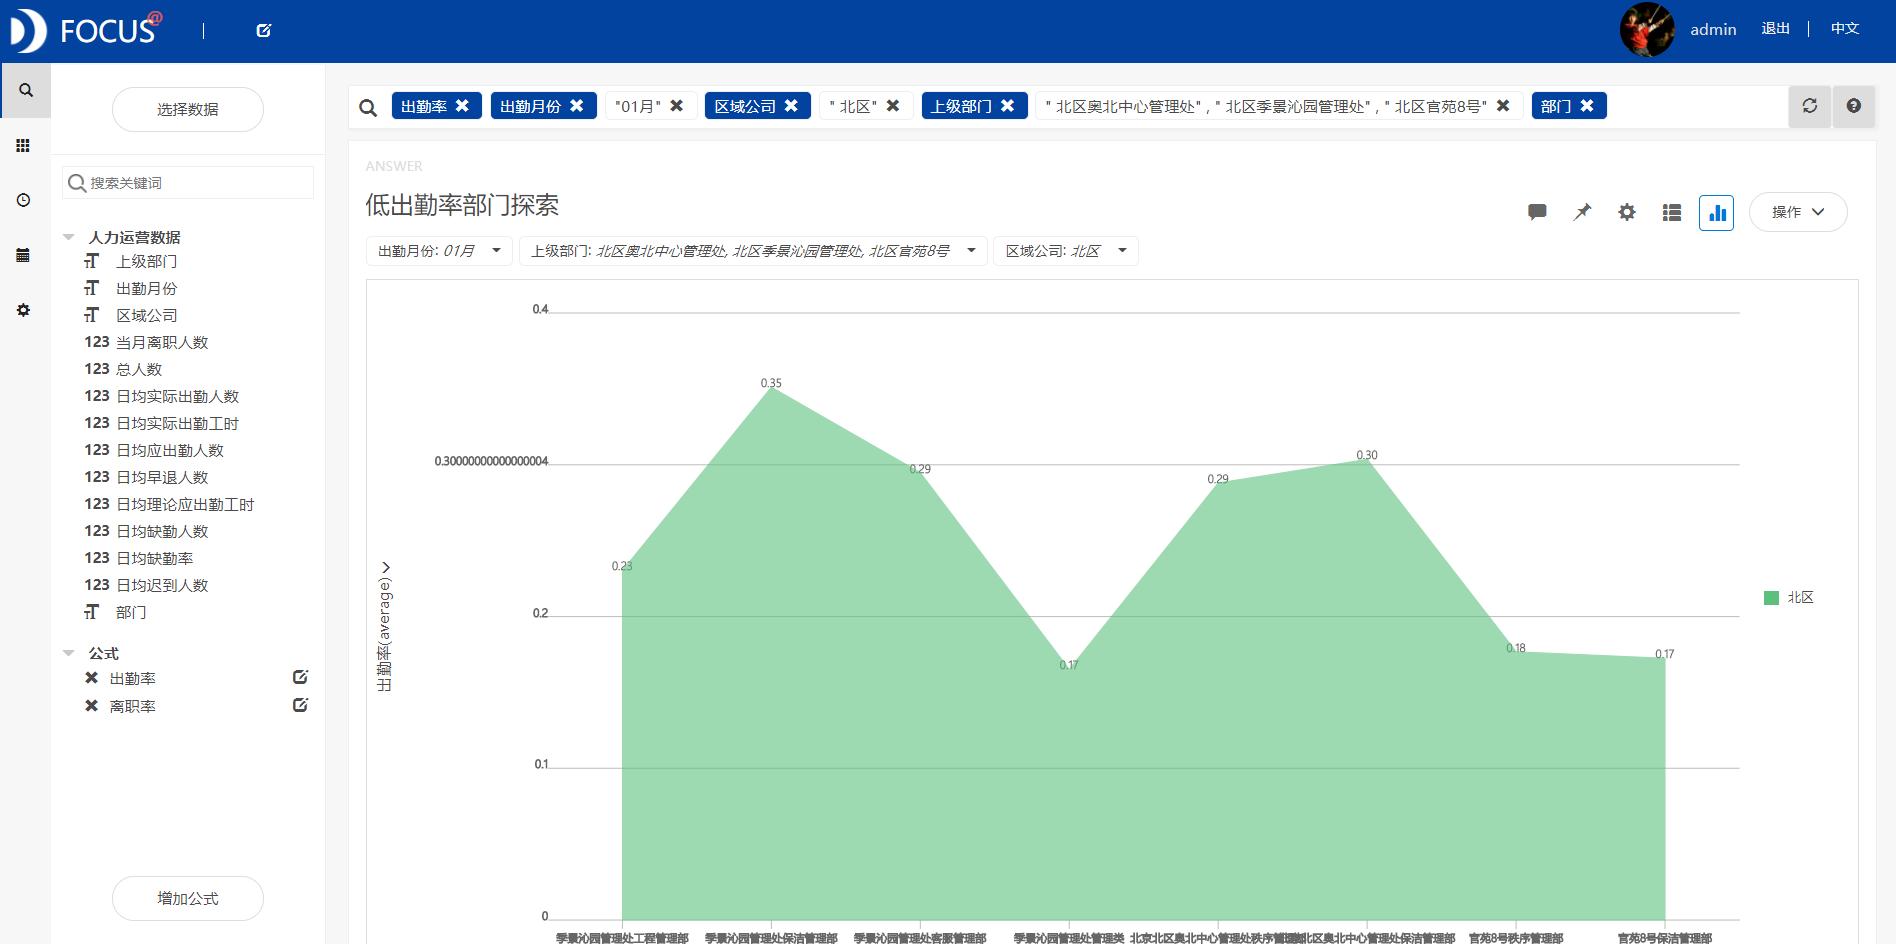 FOCUS@
admin 退出 | 中文
选择数据
搜索关键词
人力运营数据
上级部门
出勤月份
区域公司
123 当月离职人数
123 总人数
123 日均实际出勤人数
123 日均实际出勤工时
123 日均应出勤人数
123 日均早退人数
123 日均理论应出勤工时
123 日均缺勤人数
123 日均缺勤率
123 日均迟到人数
部门
公式
出勤率
离职率
增加公式
出勤率 出勤月份 "01月" 区域公司 " 北区" 上级部门 " 北区奥北中心管理处" , " 北区季景沁园管理处" , " 北区官苑8号" 部门
ANSWER
低出勤率部门探索
操作
出勤月份: 01月 上级部门: 北区奥北中心管理处, 北区季景沁园管理处, 北区官苑8号 区域公司: 北区
0.4
0.30000000000000004
0.2
0.1
0
出勤率(average)
0.23
0.35
0.29
0.17
0.29
0.30
0.18
0.17
北区
季景沁园管理处工程管理部
季景沁园管理处保洁管理部
季景沁园管理处客服管理部
季景沁园管理处管理类
北京北区奥北中心管理处秩序管理
北区奥北中心管理处保洁管理部
官苑8号秩序管理部
官苑8号保洁管理部